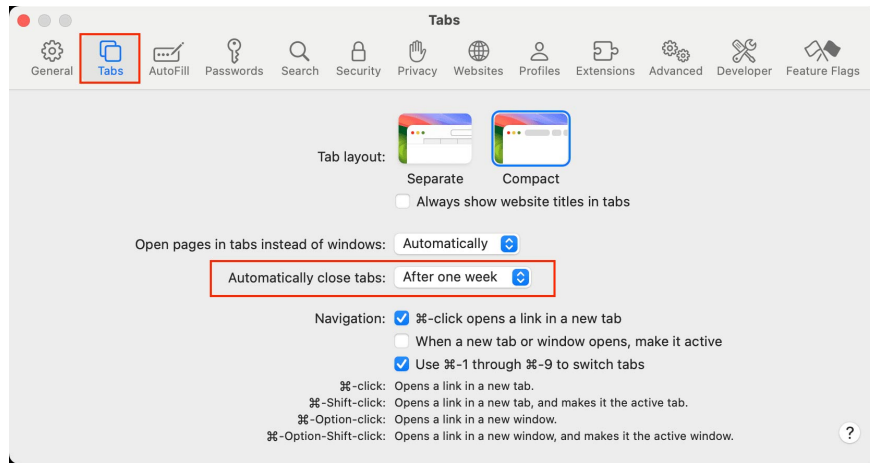 Tabs
General Tabs AutoFill Passwords Search Security Privacy Websites Profiles Extensions Advanced Developer Feature Flags
Tab layout:
Separate Compact
Always show website titles in tabs
Open pages in tabs instead of windows: Automatically
Automatically close tabs: After one week
Navigation: ⌘-click opens a link in a new tab
When a new tab or window opens, make it active
Use ⌘-1 through ⌘-9 to switch tabs
⌘-click: Opens a link in a new tab.
⌘-Shift-click: Opens a link in a new tab, and makes it the active tab.
⌘-Option-click: Opens a link in a new window.
⌘-Option-Shift-click: Opens a link in a new window, and makes it the active window.
?